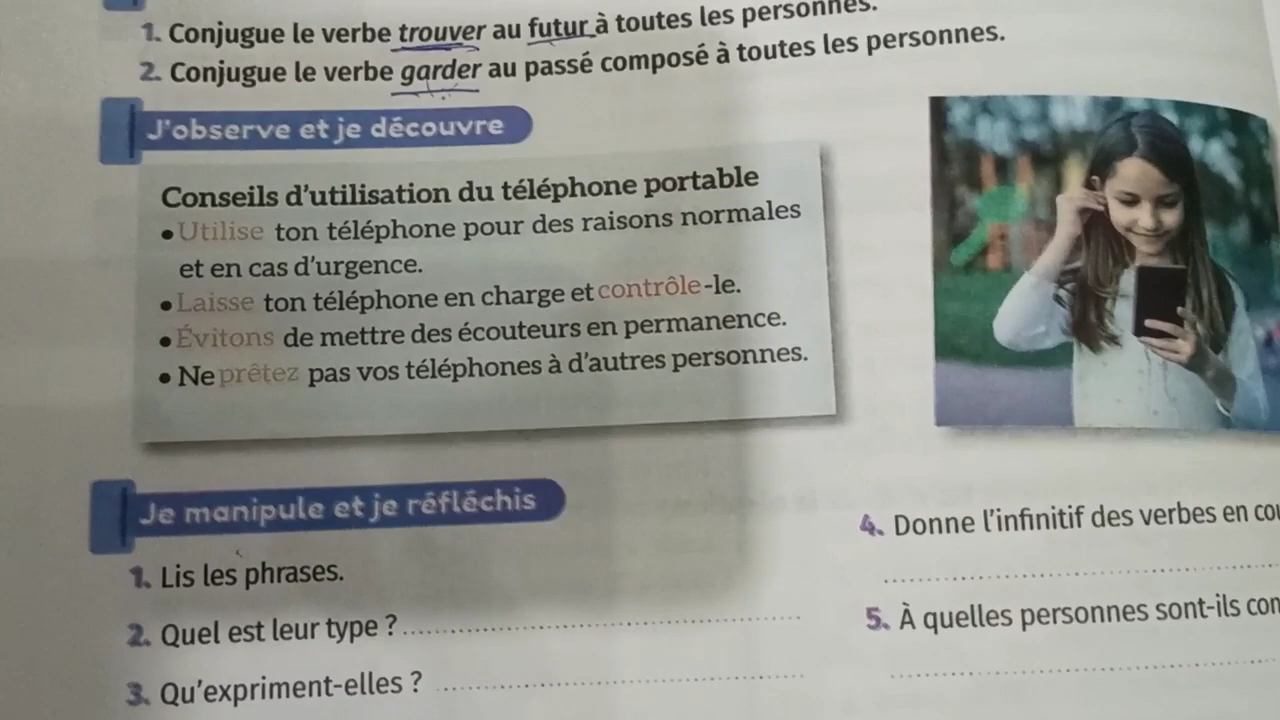 1. Conjugue le verbe trouver au futur à toutes les personnes.
2. Conjugue le verbe garder au passé composé à toutes les personnes.
J'observe et je découvre
Conseils d'utilisation du téléphone portable
• Utilise ton téléphone pour des raisons normales
et en cas d'urgence.
• Laisse ton téléphone en charge et contrôle-le.
• Évitons de mettre des écouteurs en permanence.
• Ne prêtez pas vos téléphones à d'autres personnes.
Je manipule et je réfléchis
1. Lis les phrases.
2. Quel est leur type ?
3. Qu'expriment-elles ?
4. Donne l'infinitif des verbes en
5. À quelles personnes sont-ils